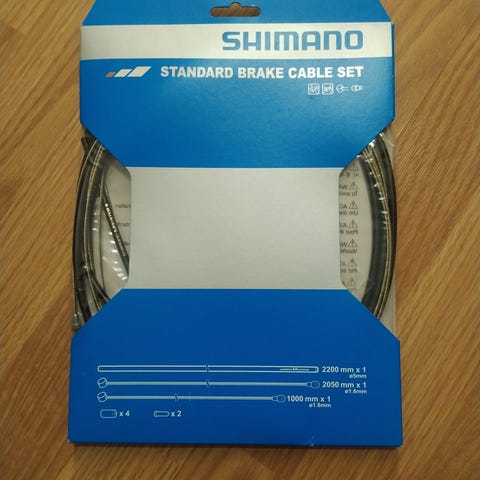 SHIMANO
STANDARD BRAKE CABLE SET
2200 mm x 1
ø5mm
2050 mm x 1
ø1.6mm
1000 mm x 1
ø1.6mm
x 4
x 2